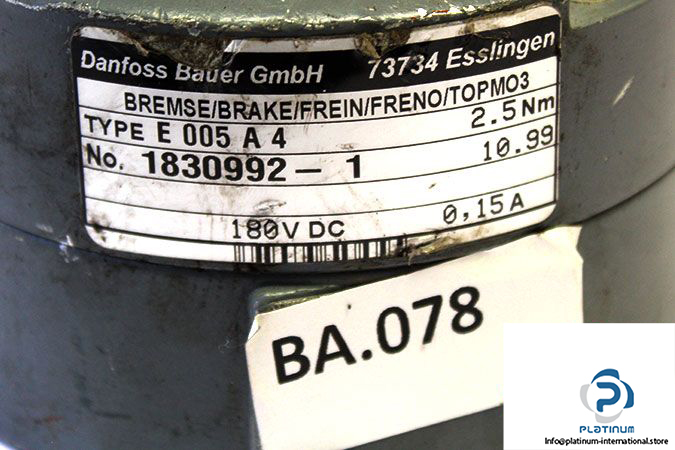 Danfoss Bauer GmbH 73734 Esslingen
BREMSE/BRAKE/FREIN/FRENO/TOPMO3
TYPE E 005 A 4 2.5 Nm
No. 1830992 - 1 10.99
180V DC 0,15 A
BA.078
PLATINUM
Info@platinum-international.store